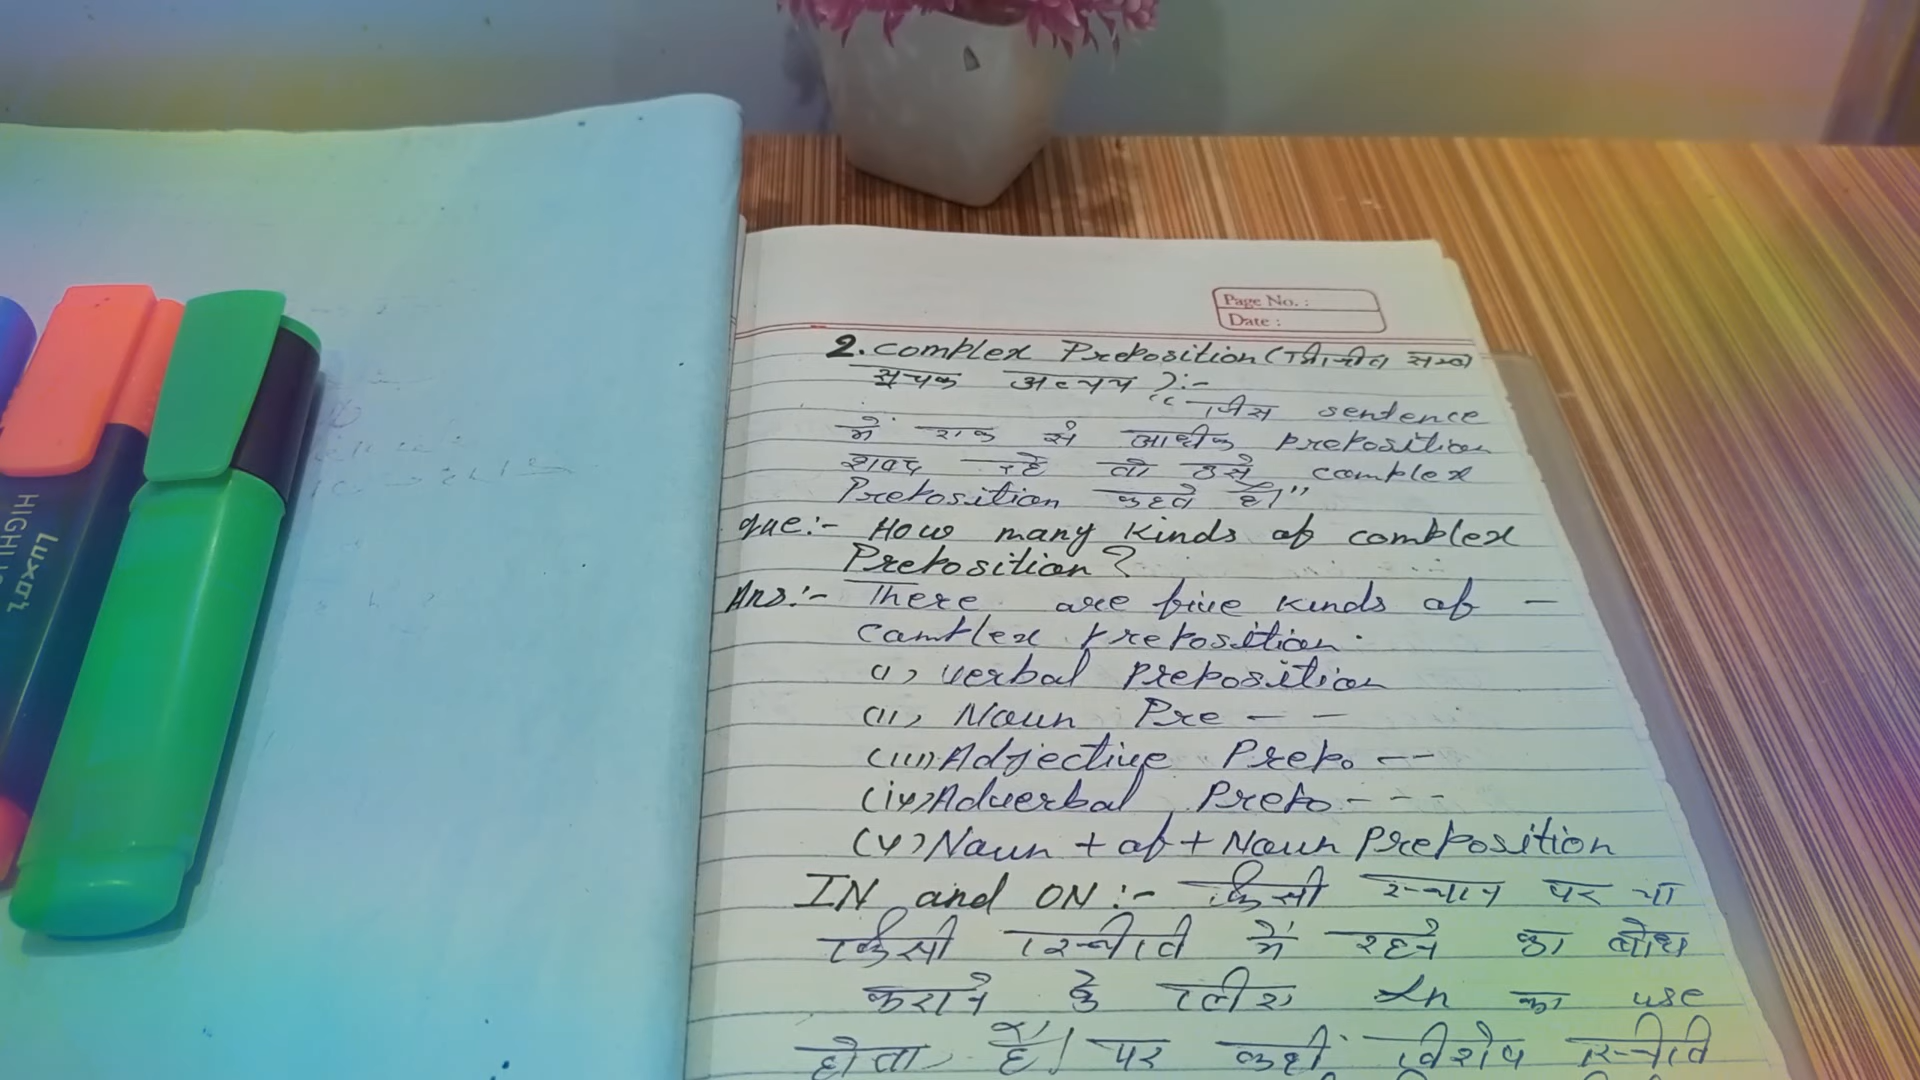 Page No. :
Date :
2. Complex Preposition (मिश्रीत सम्बन्ध
सूचक अव्यय ):-
"जिस sentence
में एक से आधीक preposition
शब्द रहे तो उसे complex
Preposition कहते है।"
que:- How many kinds of complex
Preposition?
Ans:- There are five kinds of -
complex preposition.
(i) verbal preposition
(ii) Noun Pre - -
(iii) Adjective Prepo --
(iv) Adverbal Prepo - - -
(v) Noun + of + Noun preposition
IN and ON :- किसी स्थान पर या
किसी स्थीति में रहने का बोध
कराने के लीए In का use
होता है। पर कही विशेष स्थीति
Luxor